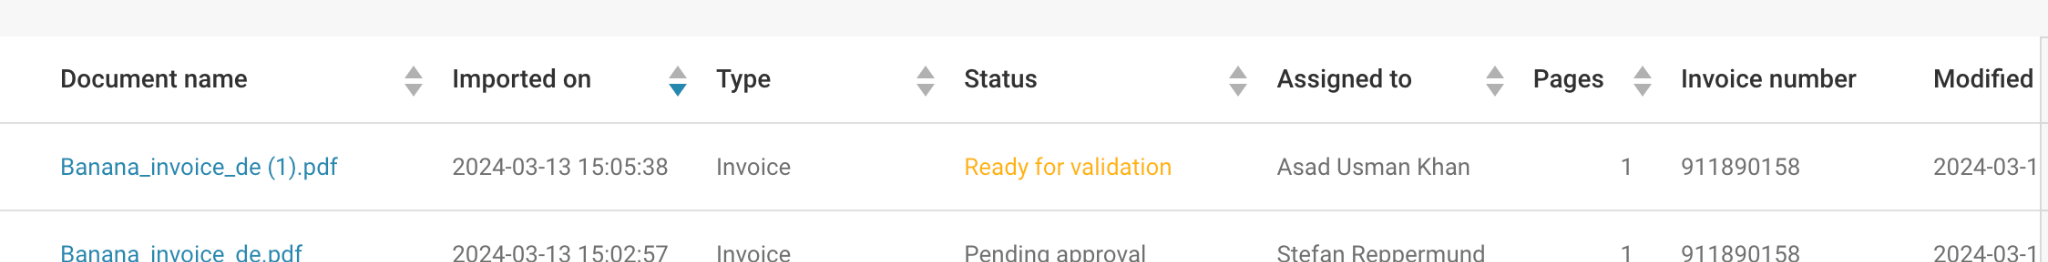 Document name Imported on Type Status Assigned to Pages Invoice number Modified
Banana_invoice_de (1).pdf 2024-03-13 15:05:38 Invoice Ready for validation Asad Usman Khan 1 911890158 2024-03-1
Banana_invoice_de.pdf 2024-03-13 15:02:57 Invoice Pending approval Stefan Reppermund 1 911890158 2024-03-1